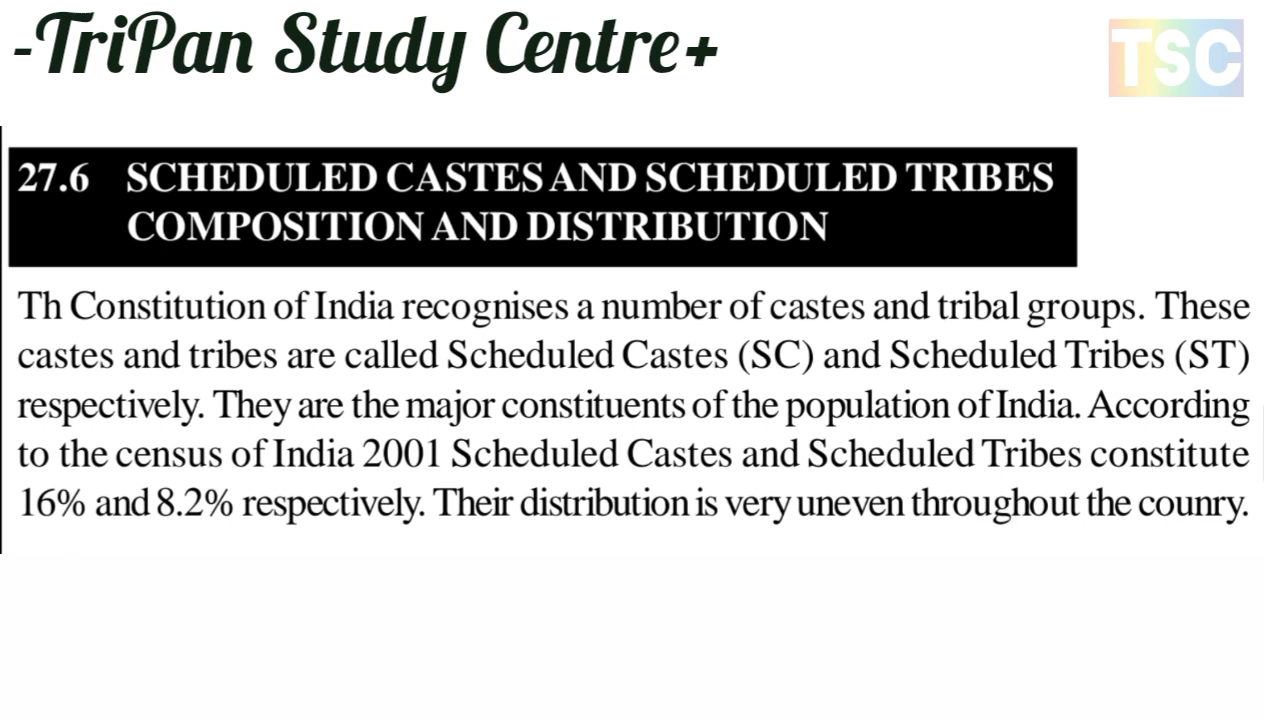 -TriPan Study Centre+
TSC
27.6 SCHEDULED CASTES AND SCHEDULED TRIBES
COMPOSITION AND DISTRIBUTION
Th Constitution of India recognises a number of castes and tribal groups. These
castes and tribes are called Scheduled Castes (SC) and Scheduled Tribes (ST)
respectively. They are the major constituents of the population of India. According
to the census of India 2001 Scheduled Castes and Scheduled Tribes constitute
16% and 8.2% respectively. Their distribution is very uneven throughout the counry.